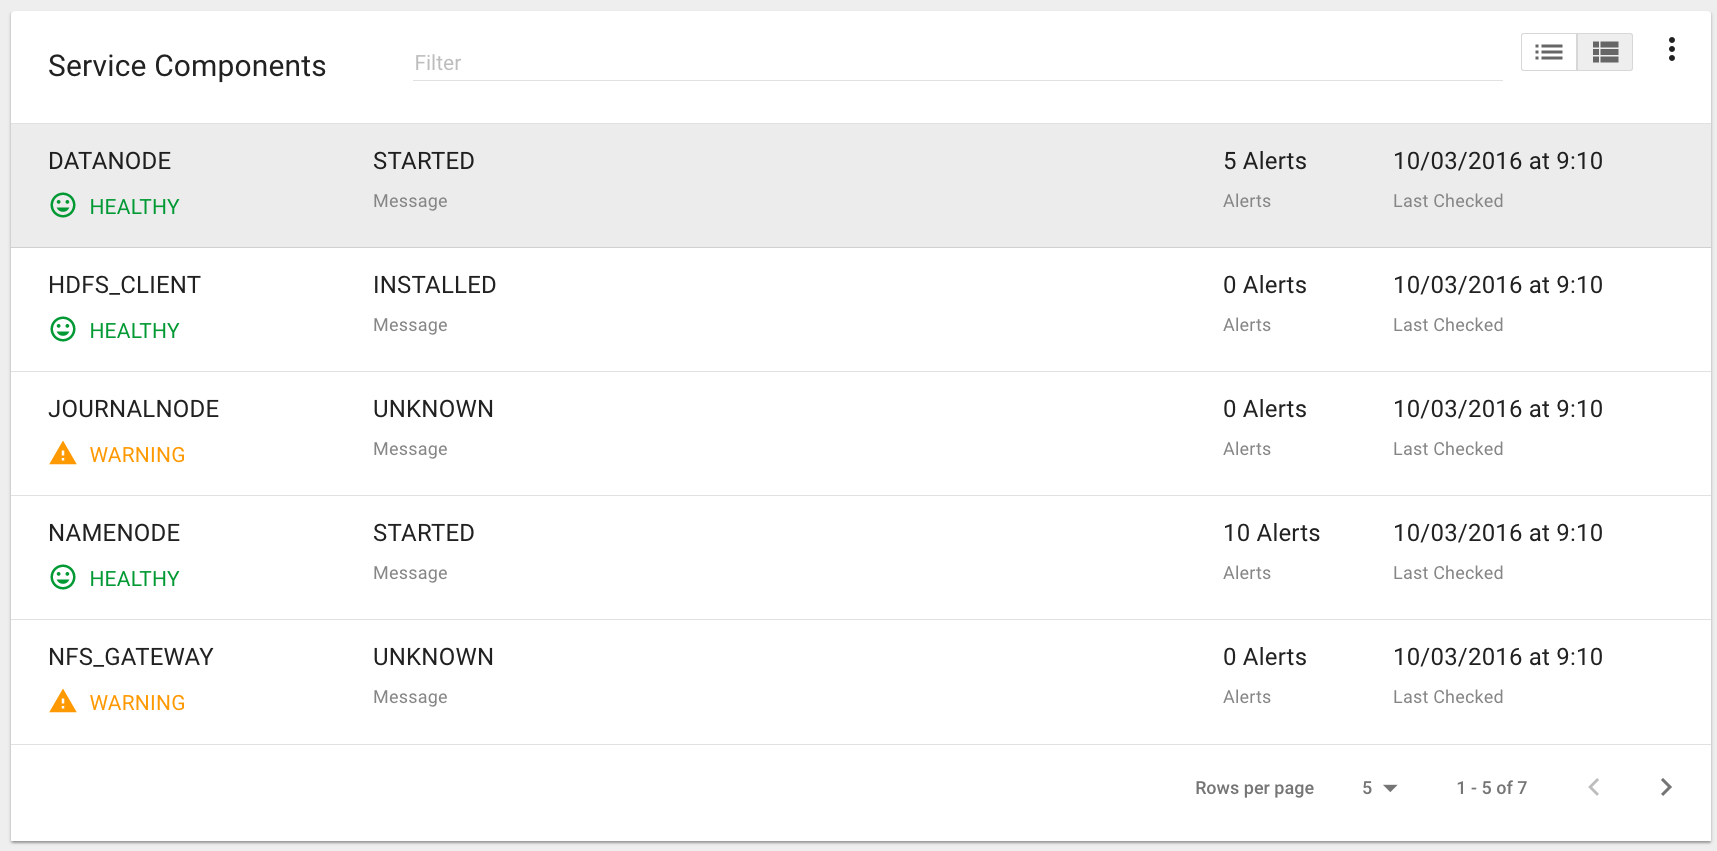 Service Components
Filter
DATANODE STARTED 5 Alerts 10/03/2016 at 9:10
HEALTHY Message Alerts Last Checked
HDFS_CLIENT INSTALLED 0 Alerts 10/03/2016 at 9:10
HEALTHY Message Alerts Last Checked
JOURNALNODE UNKNOWN 0 Alerts 10/03/2016 at 9:10
WARNING Message Alerts Last Checked
NAMENODE STARTED 10 Alerts 10/03/2016 at 9:10
HEALTHY Message Alerts Last Checked
NFS_GATEWAY UNKNOWN 0 Alerts 10/03/2016 at 9:10
WARNING Message Alerts Last Checked
Rows per page 5 1 - 5 of 7